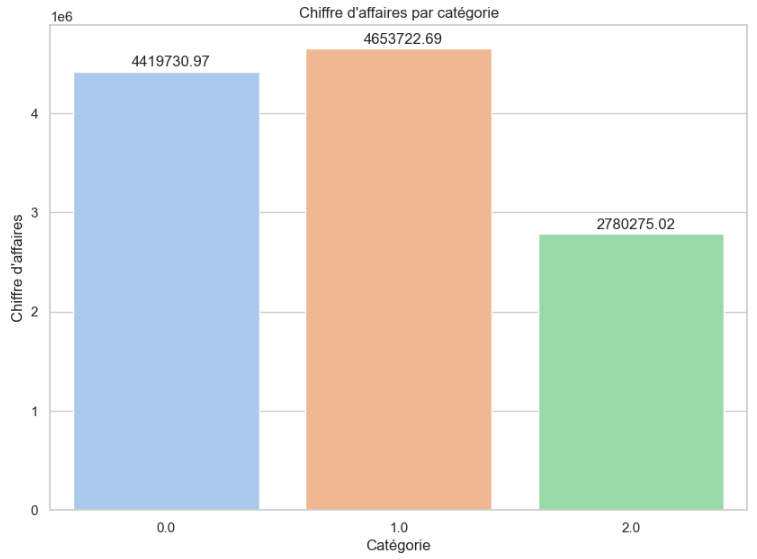 Chiffre d'affaires par catégorie
1e6
4653722.69
4419730.97
2780275.02
4
3
2
1
0
Chiffre d'affaires
0.0 1.0 2.0
Catégorie